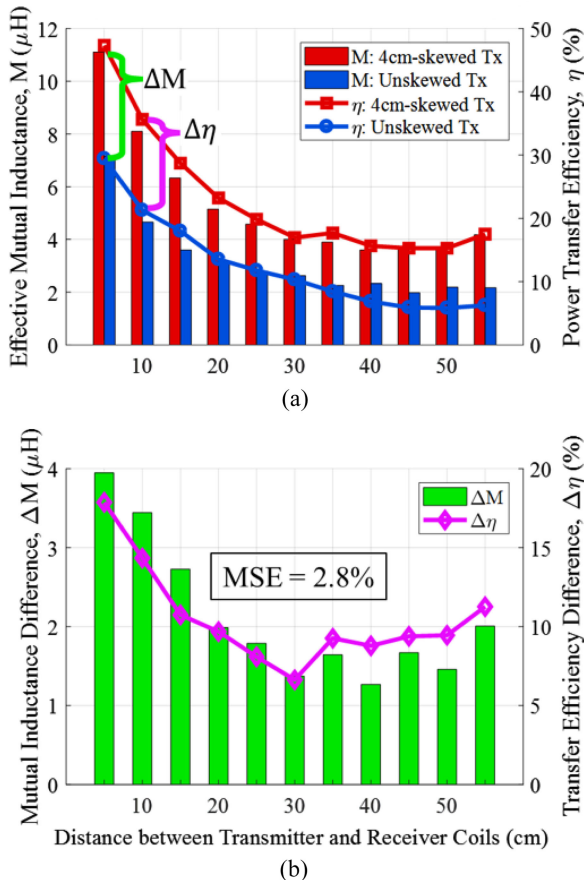 Effective Mutual Inductance, M (μH)
12
10
8
6
4
2
0
ΔM
Δη
M: 4cm-skewed Tx
M: Unskewed Tx
η: 4cm-skewed Tx
η: Unskewed Tx
50
40
30
20
10
0
Power Transfer Efficiency, η (%)
10 20 30 40 50
(a)
Mutual Inductance Difference, ΔM (μH)
4
3
2
1
0
MSE = 2.8%
ΔM
Δη
20
15
10
5
0
Transfer Efficiency Difference, Δη (%)
10 20 30 40 50
Distance between Transmitter and Receiver Coils (cm)
(b)